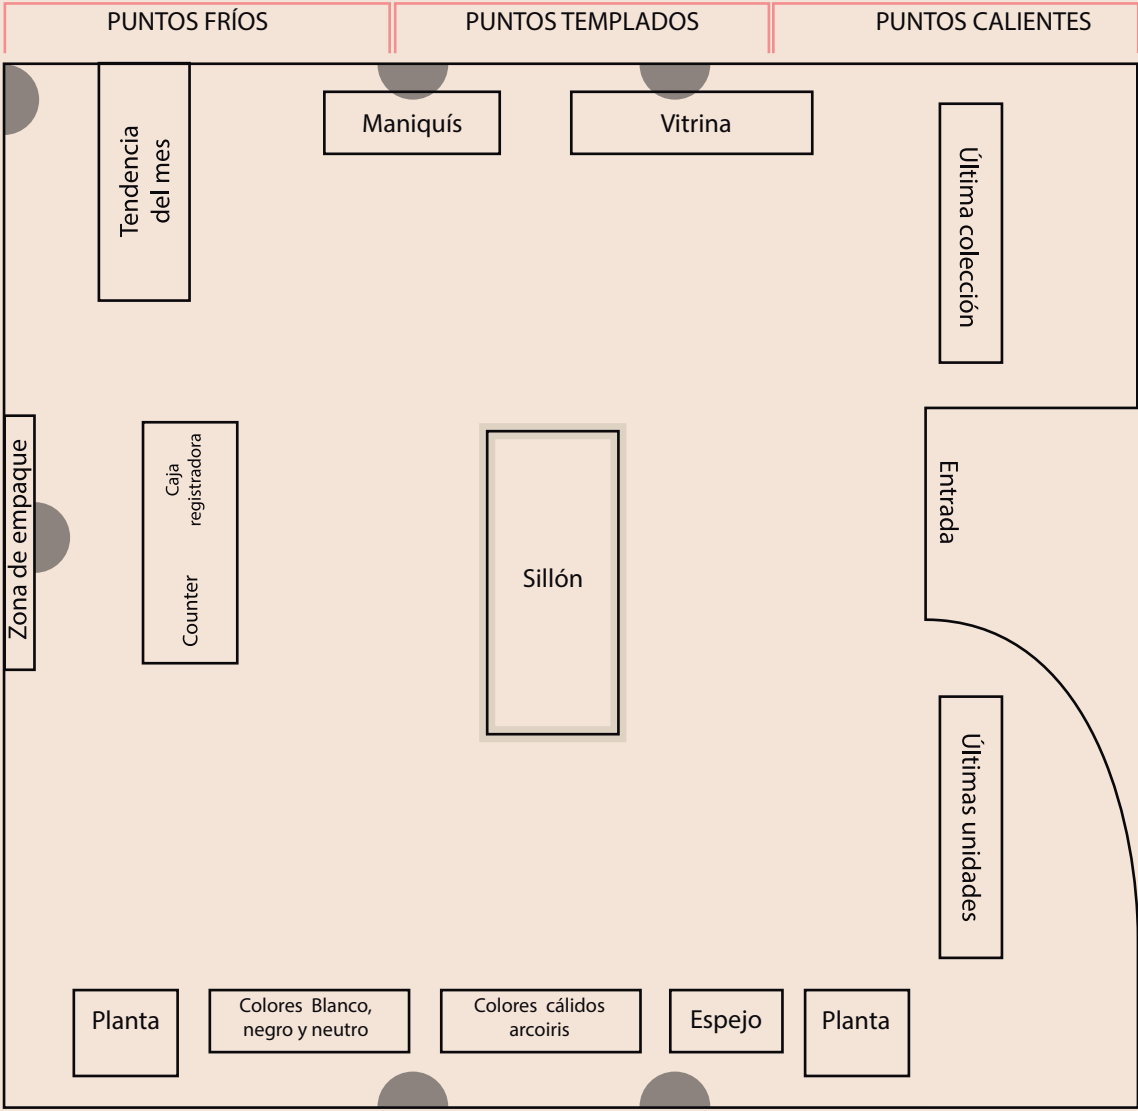 PUNTOS FRÍOS
PUNTOS TEMPLADOS
PUNTOS CALIENTES
Tendencia
del mes
Maniquís
Vitrina
Última colección
Zona de empaque
Caja
registradora
Counter
Sillón
Entrada
Últimas unidades
Planta
Colores Blanco,
negro y neutro
Colores cálidos
arcoiris
Espejo
Planta